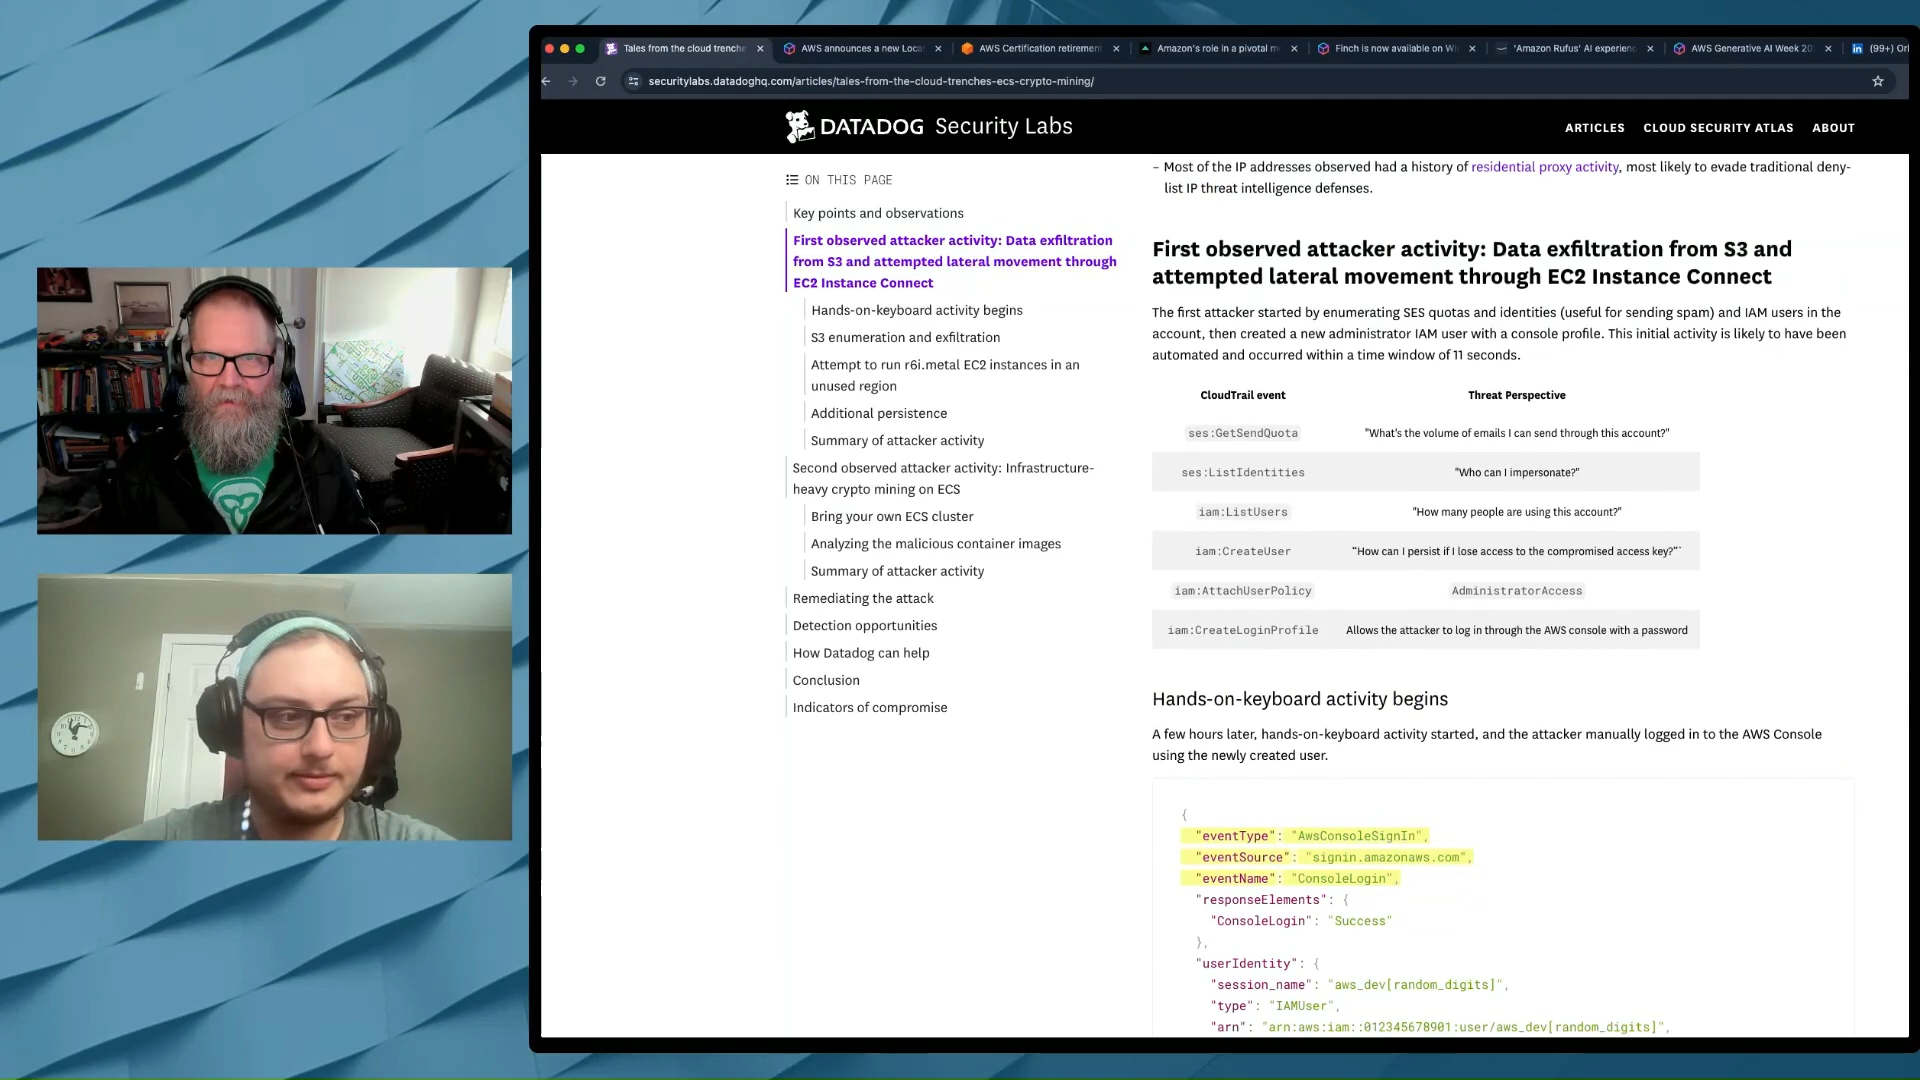 Tales from the cloud trenche
AWS announces a new Loca
AWS Certification retirement
Amazon's role in a pivotal m
Finch is now available on Wi
'Amazon Rufus' AI experienc
AWS Generative AI Week 20
(99+) Or
securitylabs.datadoghq.com/articles/tales-from-the-cloud-trenches-ecs-crypto-mining/
DATADOG Security Labs
ARTICLES CLOUD SECURITY ATLAS ABOUT
ON THIS PAGE
Key points and observations
First observed attacker activity: Data exfiltration
from S3 and attempted lateral movement through
EC2 Instance Connect
Hands-on-keyboard activity begins
S3 enumeration and exfiltration
Attempt to run r6i.metal EC2 instances in an
unused region
Additional persistence
Summary of attacker activity
Second observed attacker activity: Infrastructure-
heavy crypto mining on ECS
Bring your own ECS cluster
Analyzing the malicious container images
Summary of attacker activity
Remediating the attack
Detection opportunities
How Datadog can help
Conclusion
Indicators of compromise
– Most of the IP addresses observed had a history of residential proxy activity, most likely to evade traditional deny-
list IP threat intelligence defenses.
First observed attacker activity: Data exfiltration from S3 and
attempted lateral movement through EC2 Instance Connect
The first attacker started by enumerating SES quotas and identities (useful for sending spam) and IAM users in the
account, then created a new administrator IAM user with a console profile. This initial activity is likely to have been
automated and occurred within a time window of 11 seconds.
CloudTrail event Threat Perspective
ses:GetSendQuota "What's the volume of emails I can send through this account?"
ses:ListIdentities "Who can I impersonate?"
iam:ListUsers "How many people are using this account?"
iam:CreateUser "How can I persist if I lose access to the compromised access key?"`
iam:AttachUserPolicy AdministratorAccess
iam:CreateLoginProfile Allows the attacker to log in through the AWS console with a password
Hands-on-keyboard activity begins
A few hours later, hands-on-keyboard activity started, and the attacker manually logged in to the AWS Console
using the newly created user.
{
"eventType": "AwsConsoleSignIn",
"eventSource": "signin.amazonaws.com",
"eventName": "ConsoleLogin",
"responseElements": {
"ConsoleLogin": "Success"
},
"userIdentity": {
"session_name": "aws_dev[random_digits]",
"type": "IAMUser",
"arn": "arn:aws:iam::012345678901:user/aws_dev[random_digits]",